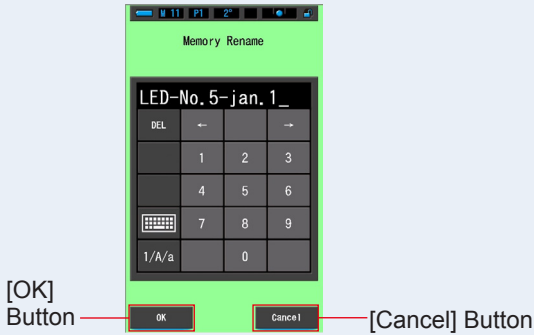 M 11 P1 2°
Memory Rename
LED-No.5-jan.1_
DEL ← →
1 2 3
4 5 6
7 8 9
1/A/a 0
[OK]
Button
OK Cancel
[Cancel] Button